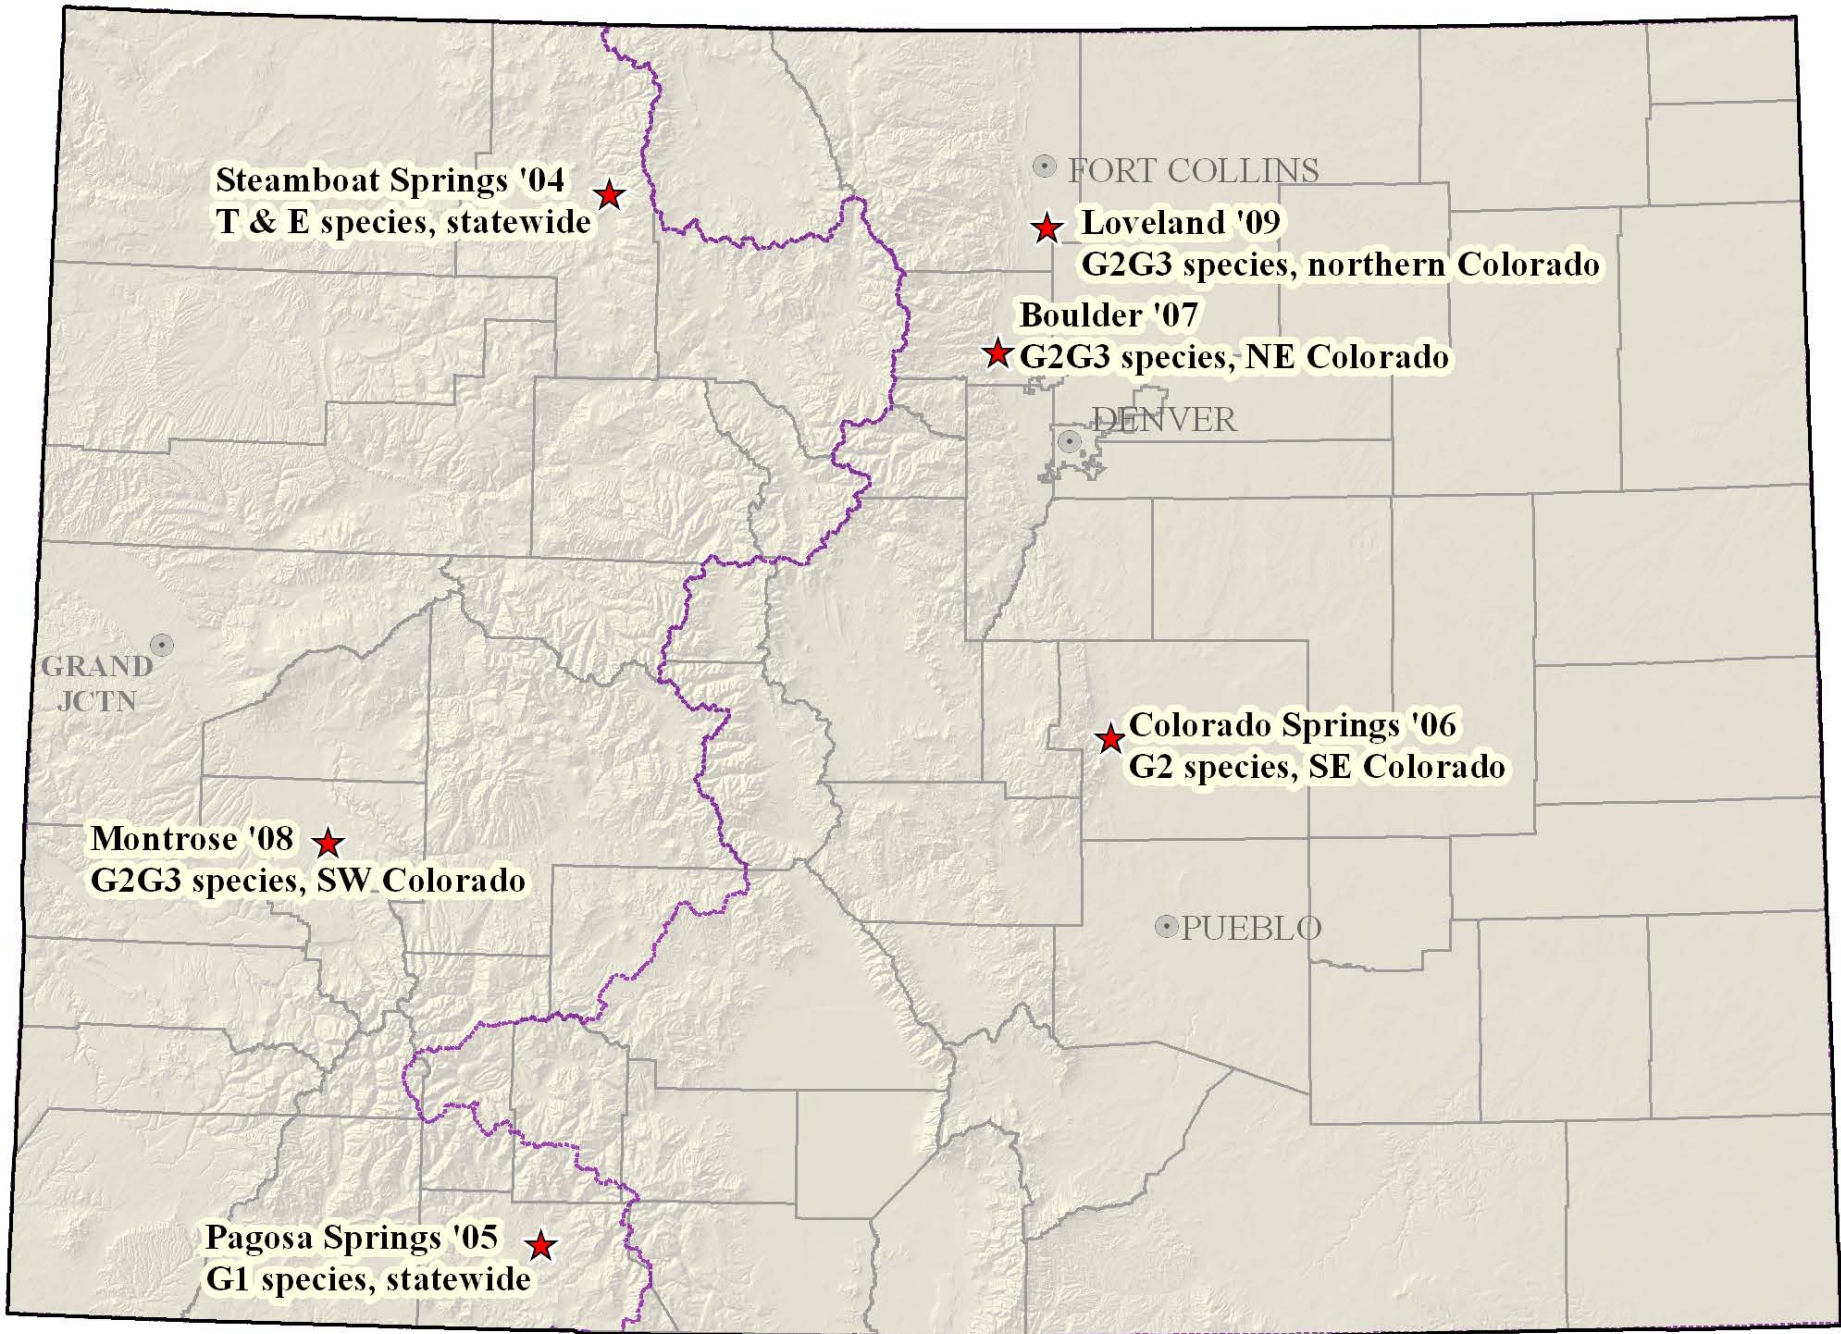 Steamboat Springs '04
T & E species, statewide
FORT COLLINS
Loveland '09
G2G3 species, northern Colorado
Boulder '07
G2G3 species, NE Colorado
DENVER
GRAND
JCTN
Colorado Springs '06
G2 species, SE Colorado
Montrose '08
G2G3 species, SW Colorado
PUEBLO
Pagosa Springs '05
G1 species, statewide